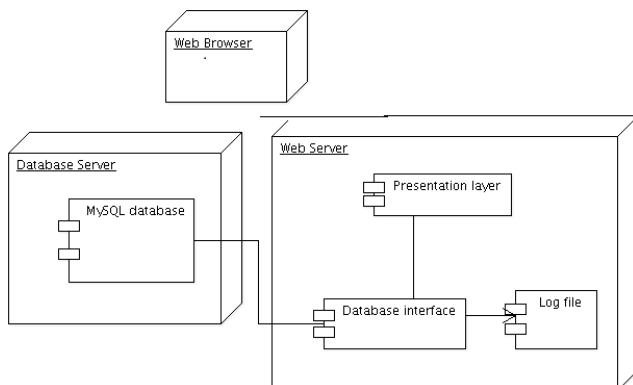 Web Browser
Database Server
MySQL database
Web Server
Presentation layer
Database interface
Log file